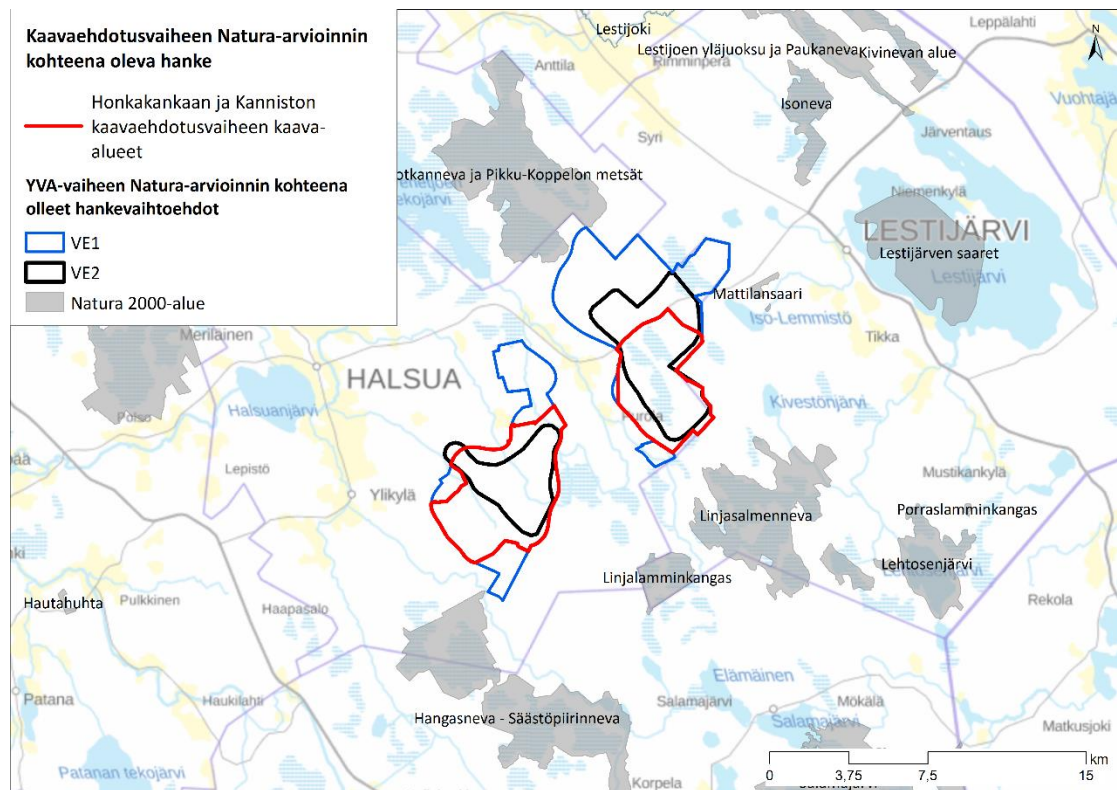 Kaavaehdotusvaiheen Natura-arvioinnin
kohteena oleva hanke
Honkakankaan ja Kanniston
kaavaehdotusvaiheen kaava-
alueet
YVA-vaiheen Natura-arvioinnin kohteena
olleet hankevaihtoehdot
VE1
VE2
Natura 2000-alue
Lestijoki
Lestijoen yläjuoksu ja Paukaneva
Kivinevan alue
Leppälahti
N
Anttila
Rimminperä
Isoneva
Vuohtajä
Syri
Järventaus
otkanneva ja Pikku-Koppelon metsät
tekojärvi
Niemenkylä
LESTIJÄRVI
Lestijärven saaret
Lestijärvi
Mattilansaari
Iso-Lemmistö
Tikka
Meriläinen
HALSUA
Halsuanjärvi
Poiso
Kivestönjärvi
Lepistö
Ylikylä
Mustikankylä
Linjasalmenneva
Porraslamminkangas
Lehtosenjärvi
Linjalamminkangas
Hautahuhta
Pulkkinen
Haapasalo
Rekola
Elämäinen
Patana
Haukilahti
Salamajärvi
Mökälä
Hangasneva - Säästöpiirinneva
Salamajärvi
Matkusjoki
Patanan tekojärvi
Korpela
km
0
3,75
7,5
15